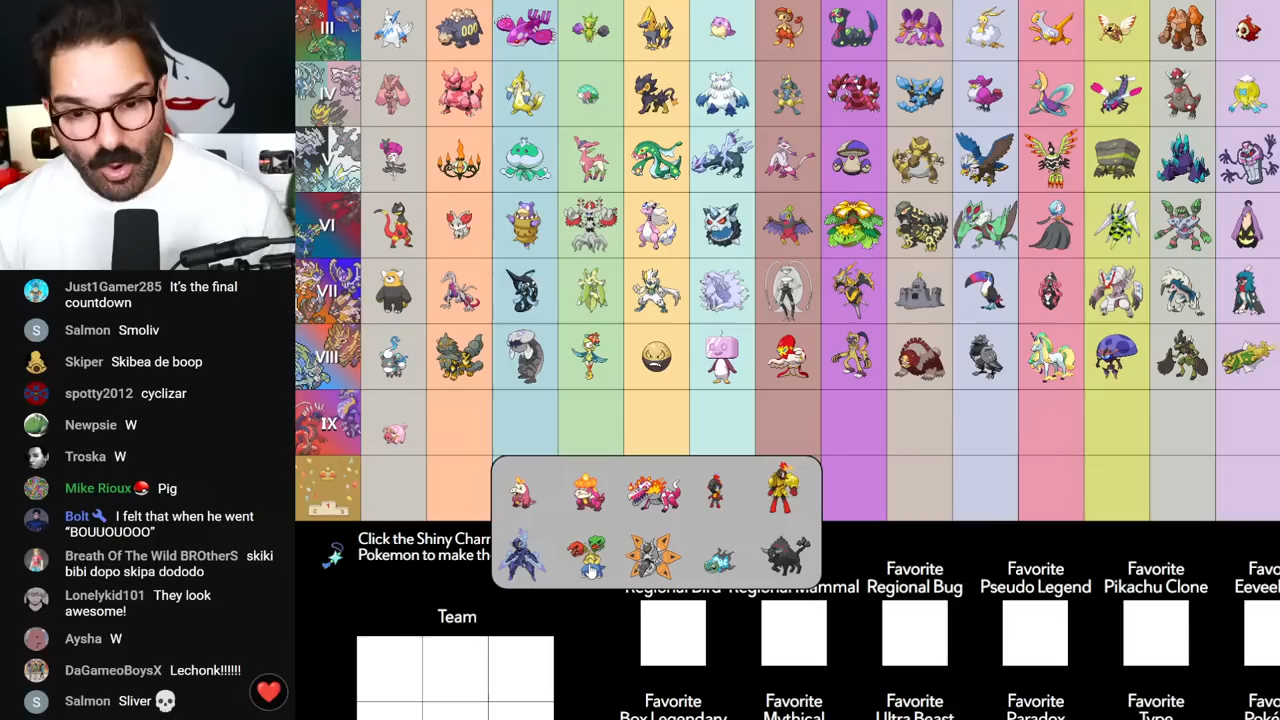 III
IV
V
VI
VII
VIII
IX
Just1Gamer285 It's the final
countdown
Salmon Smoliv
Skiper Skibea de boop
spotty2012 cyclizar
Newpsie W
Troska W
Mike Rioux Pig
Bolt I felt that when he went
“BOUUOUOOO”
Breath Of The Wild BROtherS skiki
bibi dopo skipa dododo
Lonelykid101 They look
awesome!
Aysha W
DaGameoBoysX Lechonk!!!!!!
S Salmon Sliver
Click the Shiny Charm
Pokemon to make the
Team
Regional Bird
Regional Mammal
Favorite
Regional Bug
Favorite
Pseudo Legend
Favorite
Pikachu Clone
Favorite
Box Legendary
Favorite
Mythical
Favorite
Ultra Beast
Favorite
Paradox
Favorite
Type